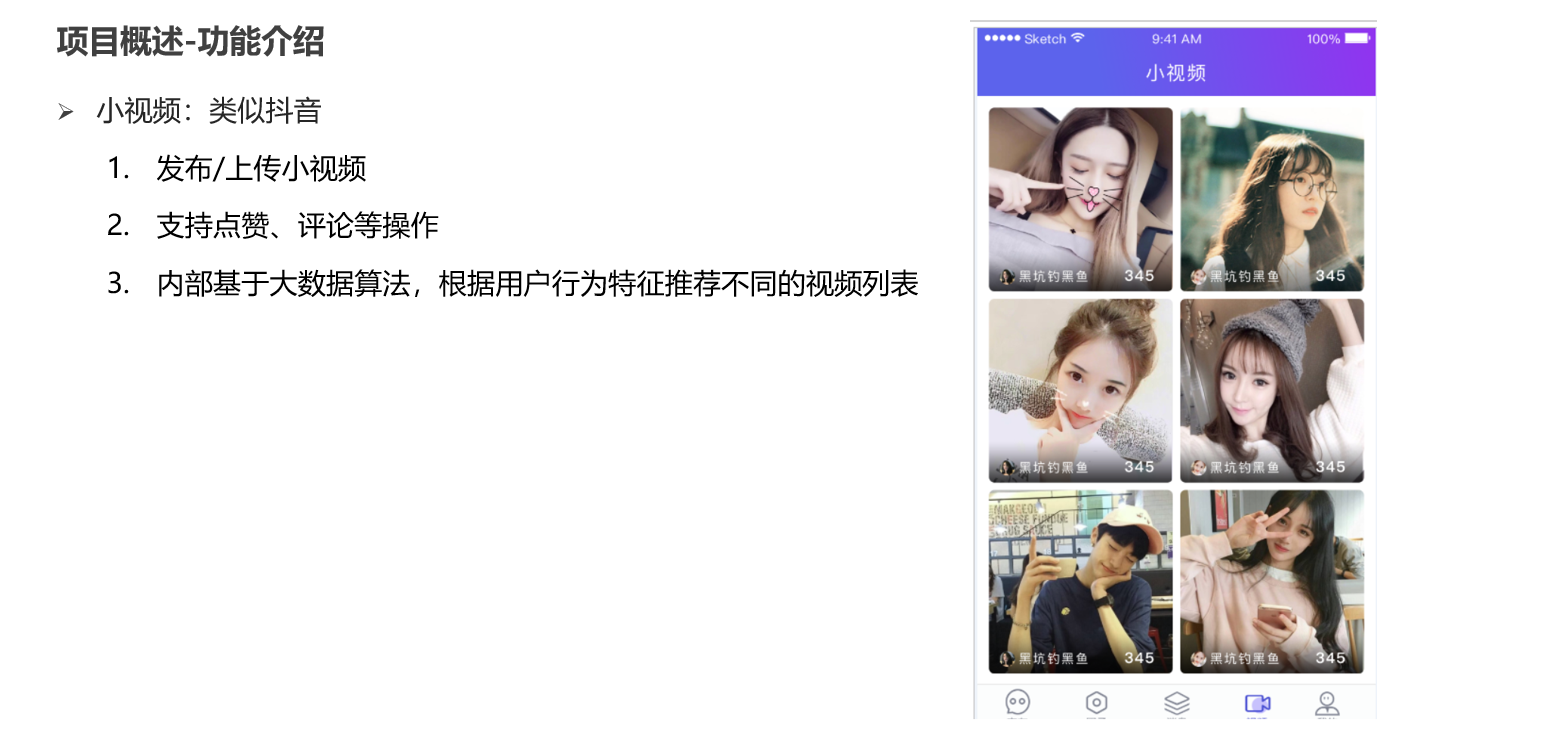 项目概述-功能介绍
➢ 小视频：类似抖音
1. 发布/上传小视频
2. 支持点赞、评论等操作
3. 内部基于大数据算法，根据用户行为特征推荐不同的视频列表
Sketch 9:41 AM 100%
小视频
黑坑钓黑鱼 345 黑坑钓黑鱼 345
黑坑钓黑鱼 345 黑坑钓黑鱼 345
CHEESE FONDUE
黑坑钓黑鱼 345 黑坑钓黑鱼 345